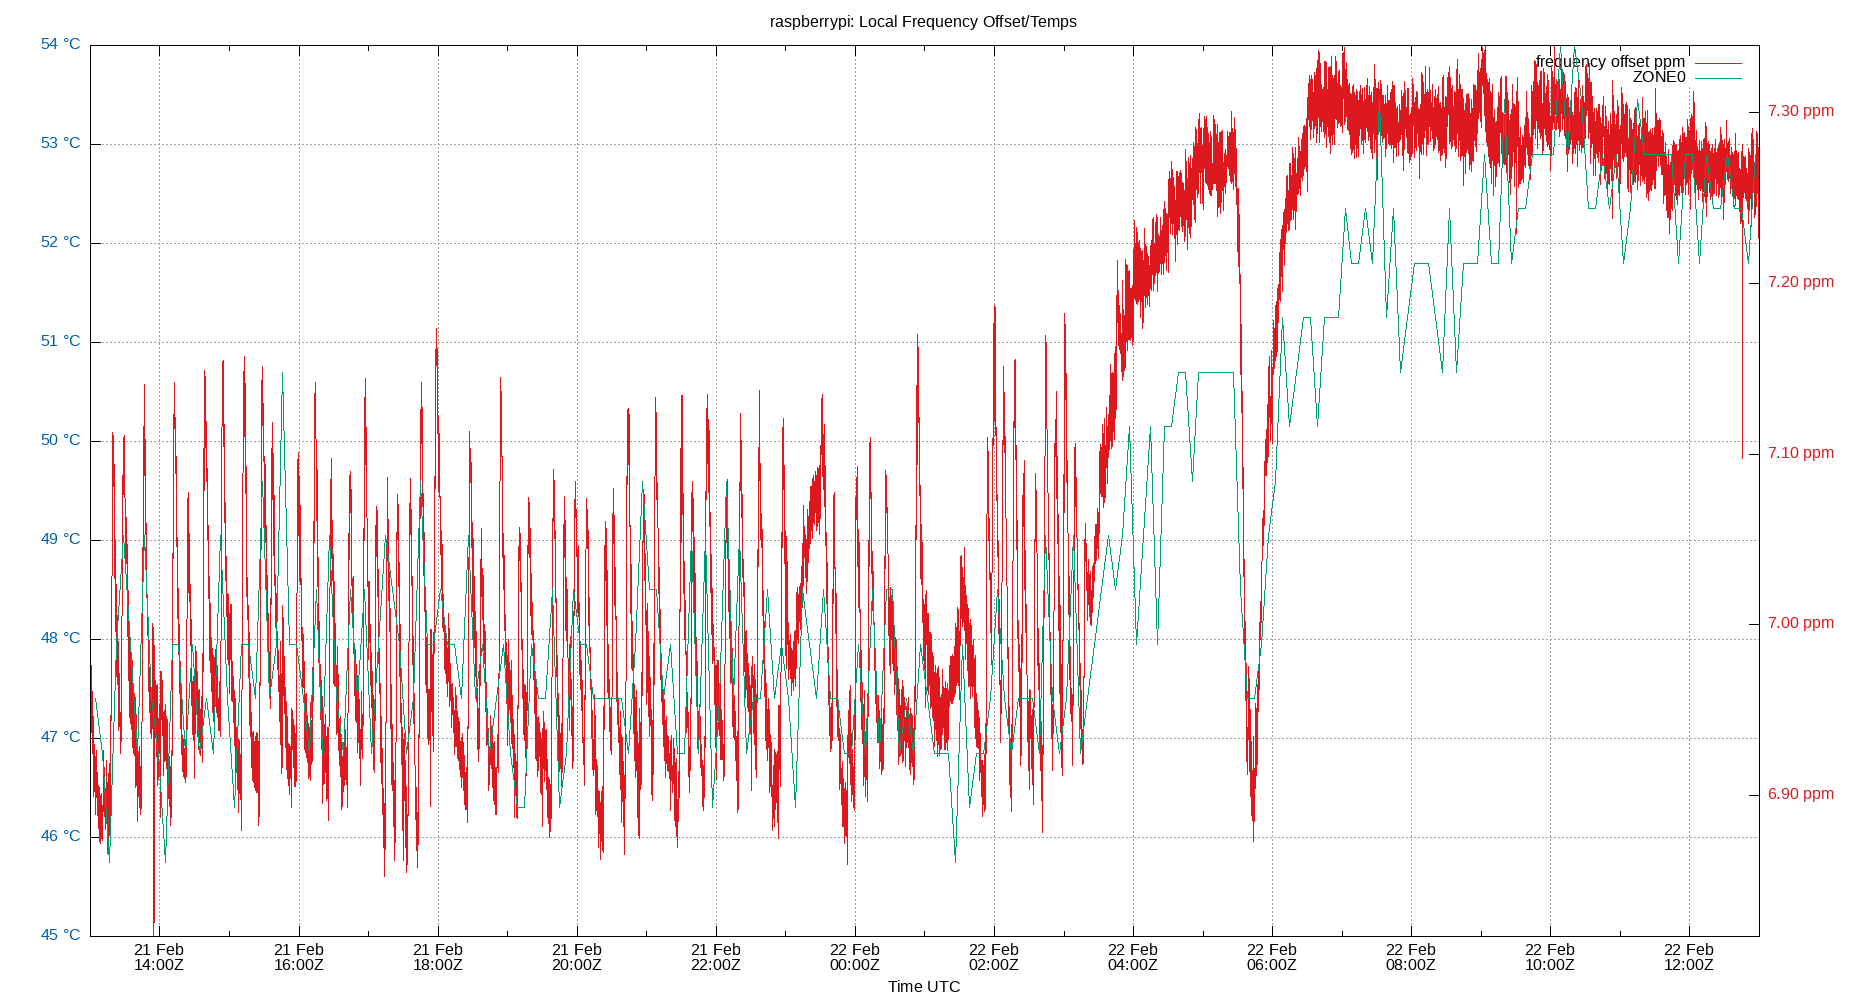 raspberrypi: Local Frequency Offset/Temps
54 °C
53 °C
52 °C
51 °C
50 °C
49 °C
48 °C
47 °C
46 °C
45 °C
frequency offset ppm
ZONE0
7.30 ppm
7.20 ppm
7.10 ppm
7.00 ppm
6.90 ppm
21 Feb
14:00Z
21 Feb
16:00Z
21 Feb
18:00Z
21 Feb
20:00Z
21 Feb
22:00Z
22 Feb
00:00Z
22 Feb
02:00Z
22 Feb
04:00Z
22 Feb
06:00Z
22 Feb
08:00Z
22 Feb
10:00Z
22 Feb
12:00Z
Time UTC